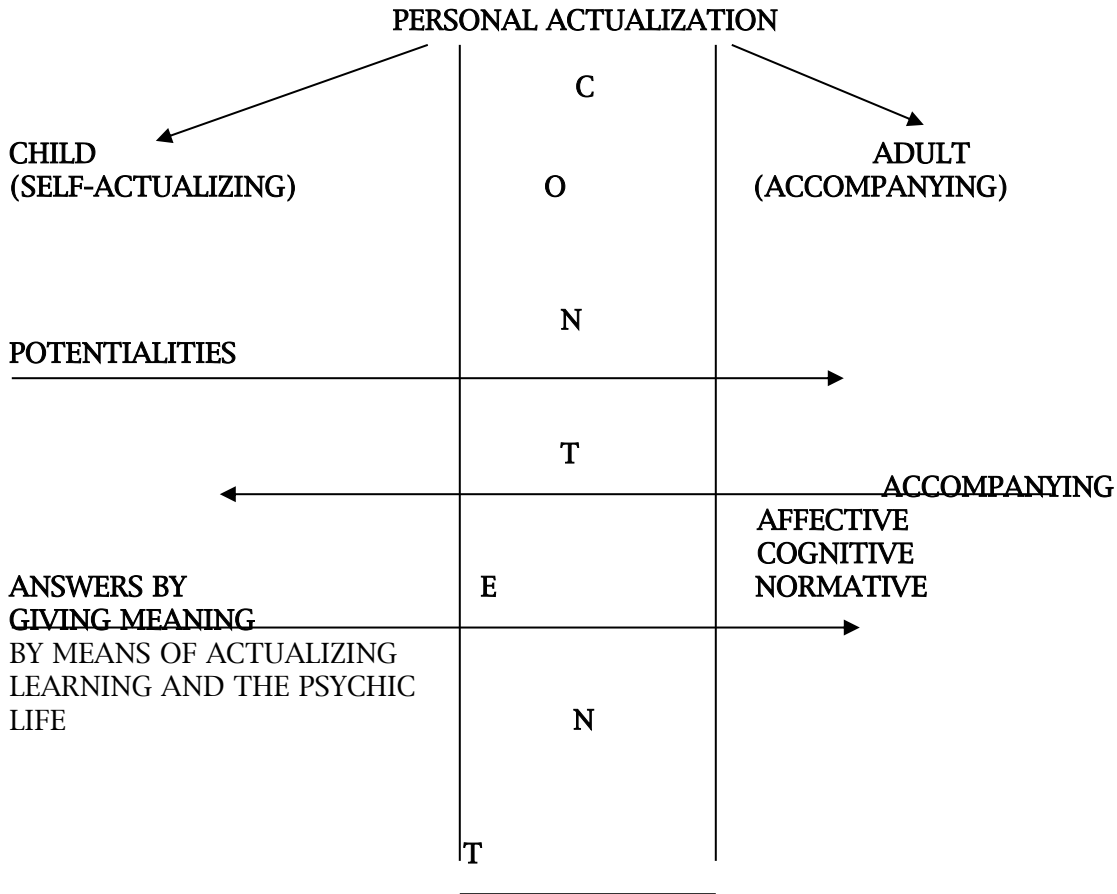 PERSONAL ACTUALIZATION
C
CHILD ADULT
(SELF-ACTUALIZING) O (ACCOMPANYING)
N
POTENTIALITIES
T
ACCOMPANYING
AFFECTIVE
COGNITIVE
ANSWERS BY E NORMATIVE
GIVING MEANING
BY MEANS OF ACTUALIZING
LEARNING AND THE PSYCHIC
LIFE N
T